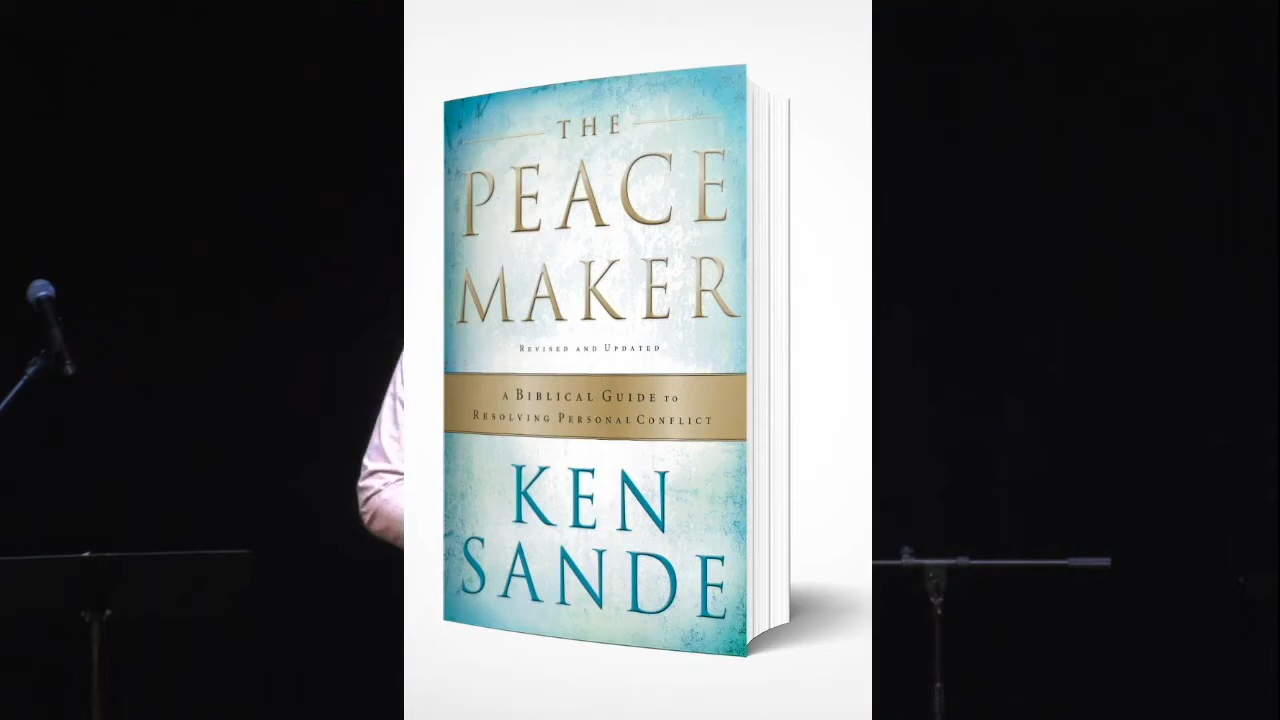 THE
PEACE
MAKER
REVISED AND UPDATED
A BIBLICAL GUIDE TO
RESOLVING PERSONAL CONFLICT
KEN
SANDE